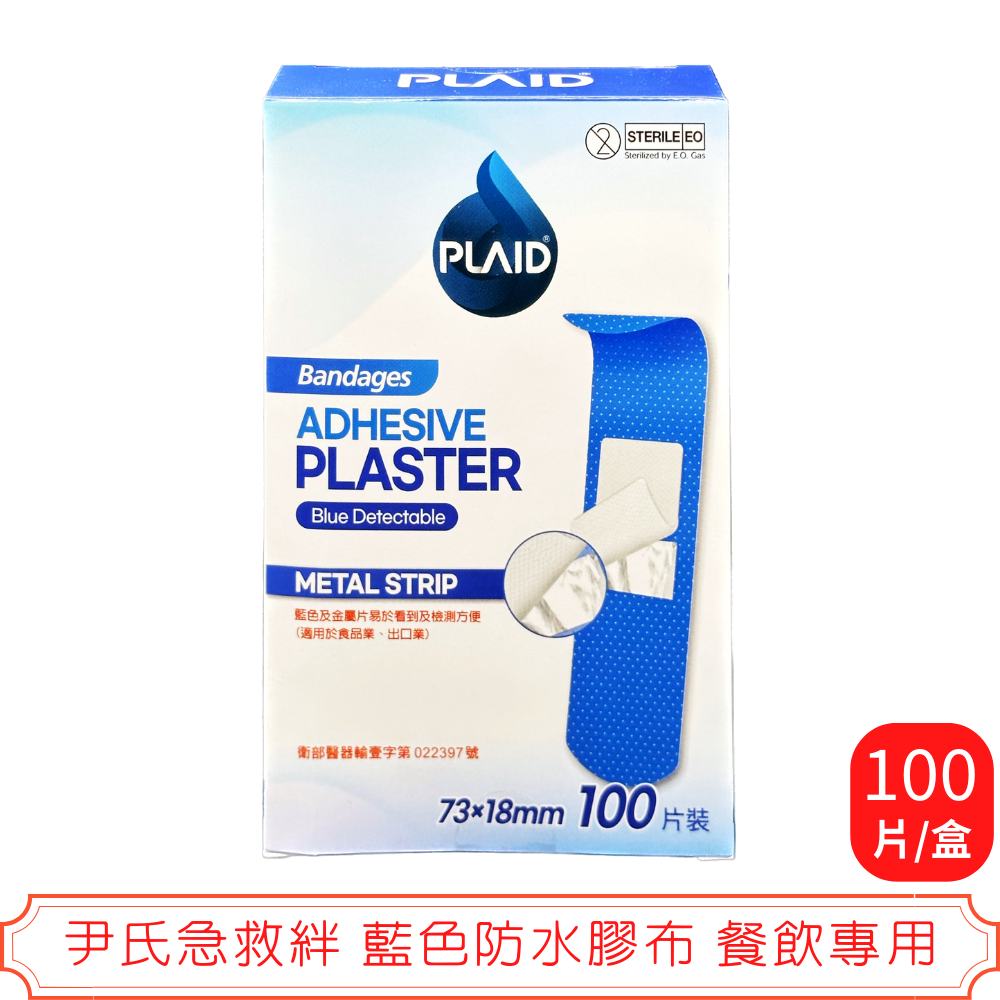 PLAID
2
STERILE EO
Sterilized by E.O. Gas
PLAID®
Bandages
ADHESIVE
PLASTER
Blue Detectable
METAL STRIP
藍色及金屬片易於看到及檢測方便
(適用於食品業、出口業)
衛部醫器輸壹字第 022397 號
73×18mm 100 片裝
100
片/盒
尹氏急救絆 藍色防水膠布 餐飲專用